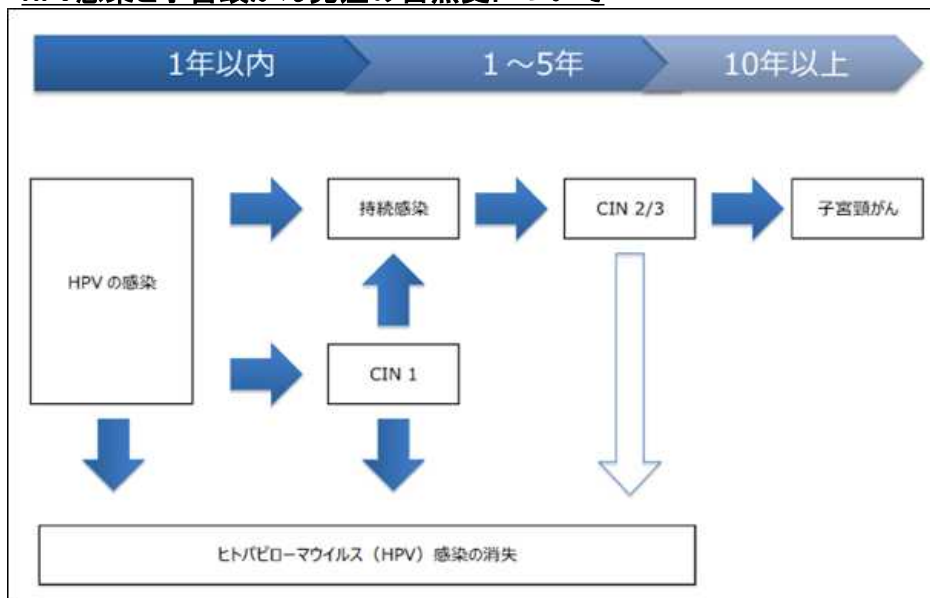 1年以内
1～5年
10年以上
HPV の感染
持続感染
CIN 2/3
子宮頸がん
CIN 1
ヒトパピローマウイルス（HPV）感染の消失